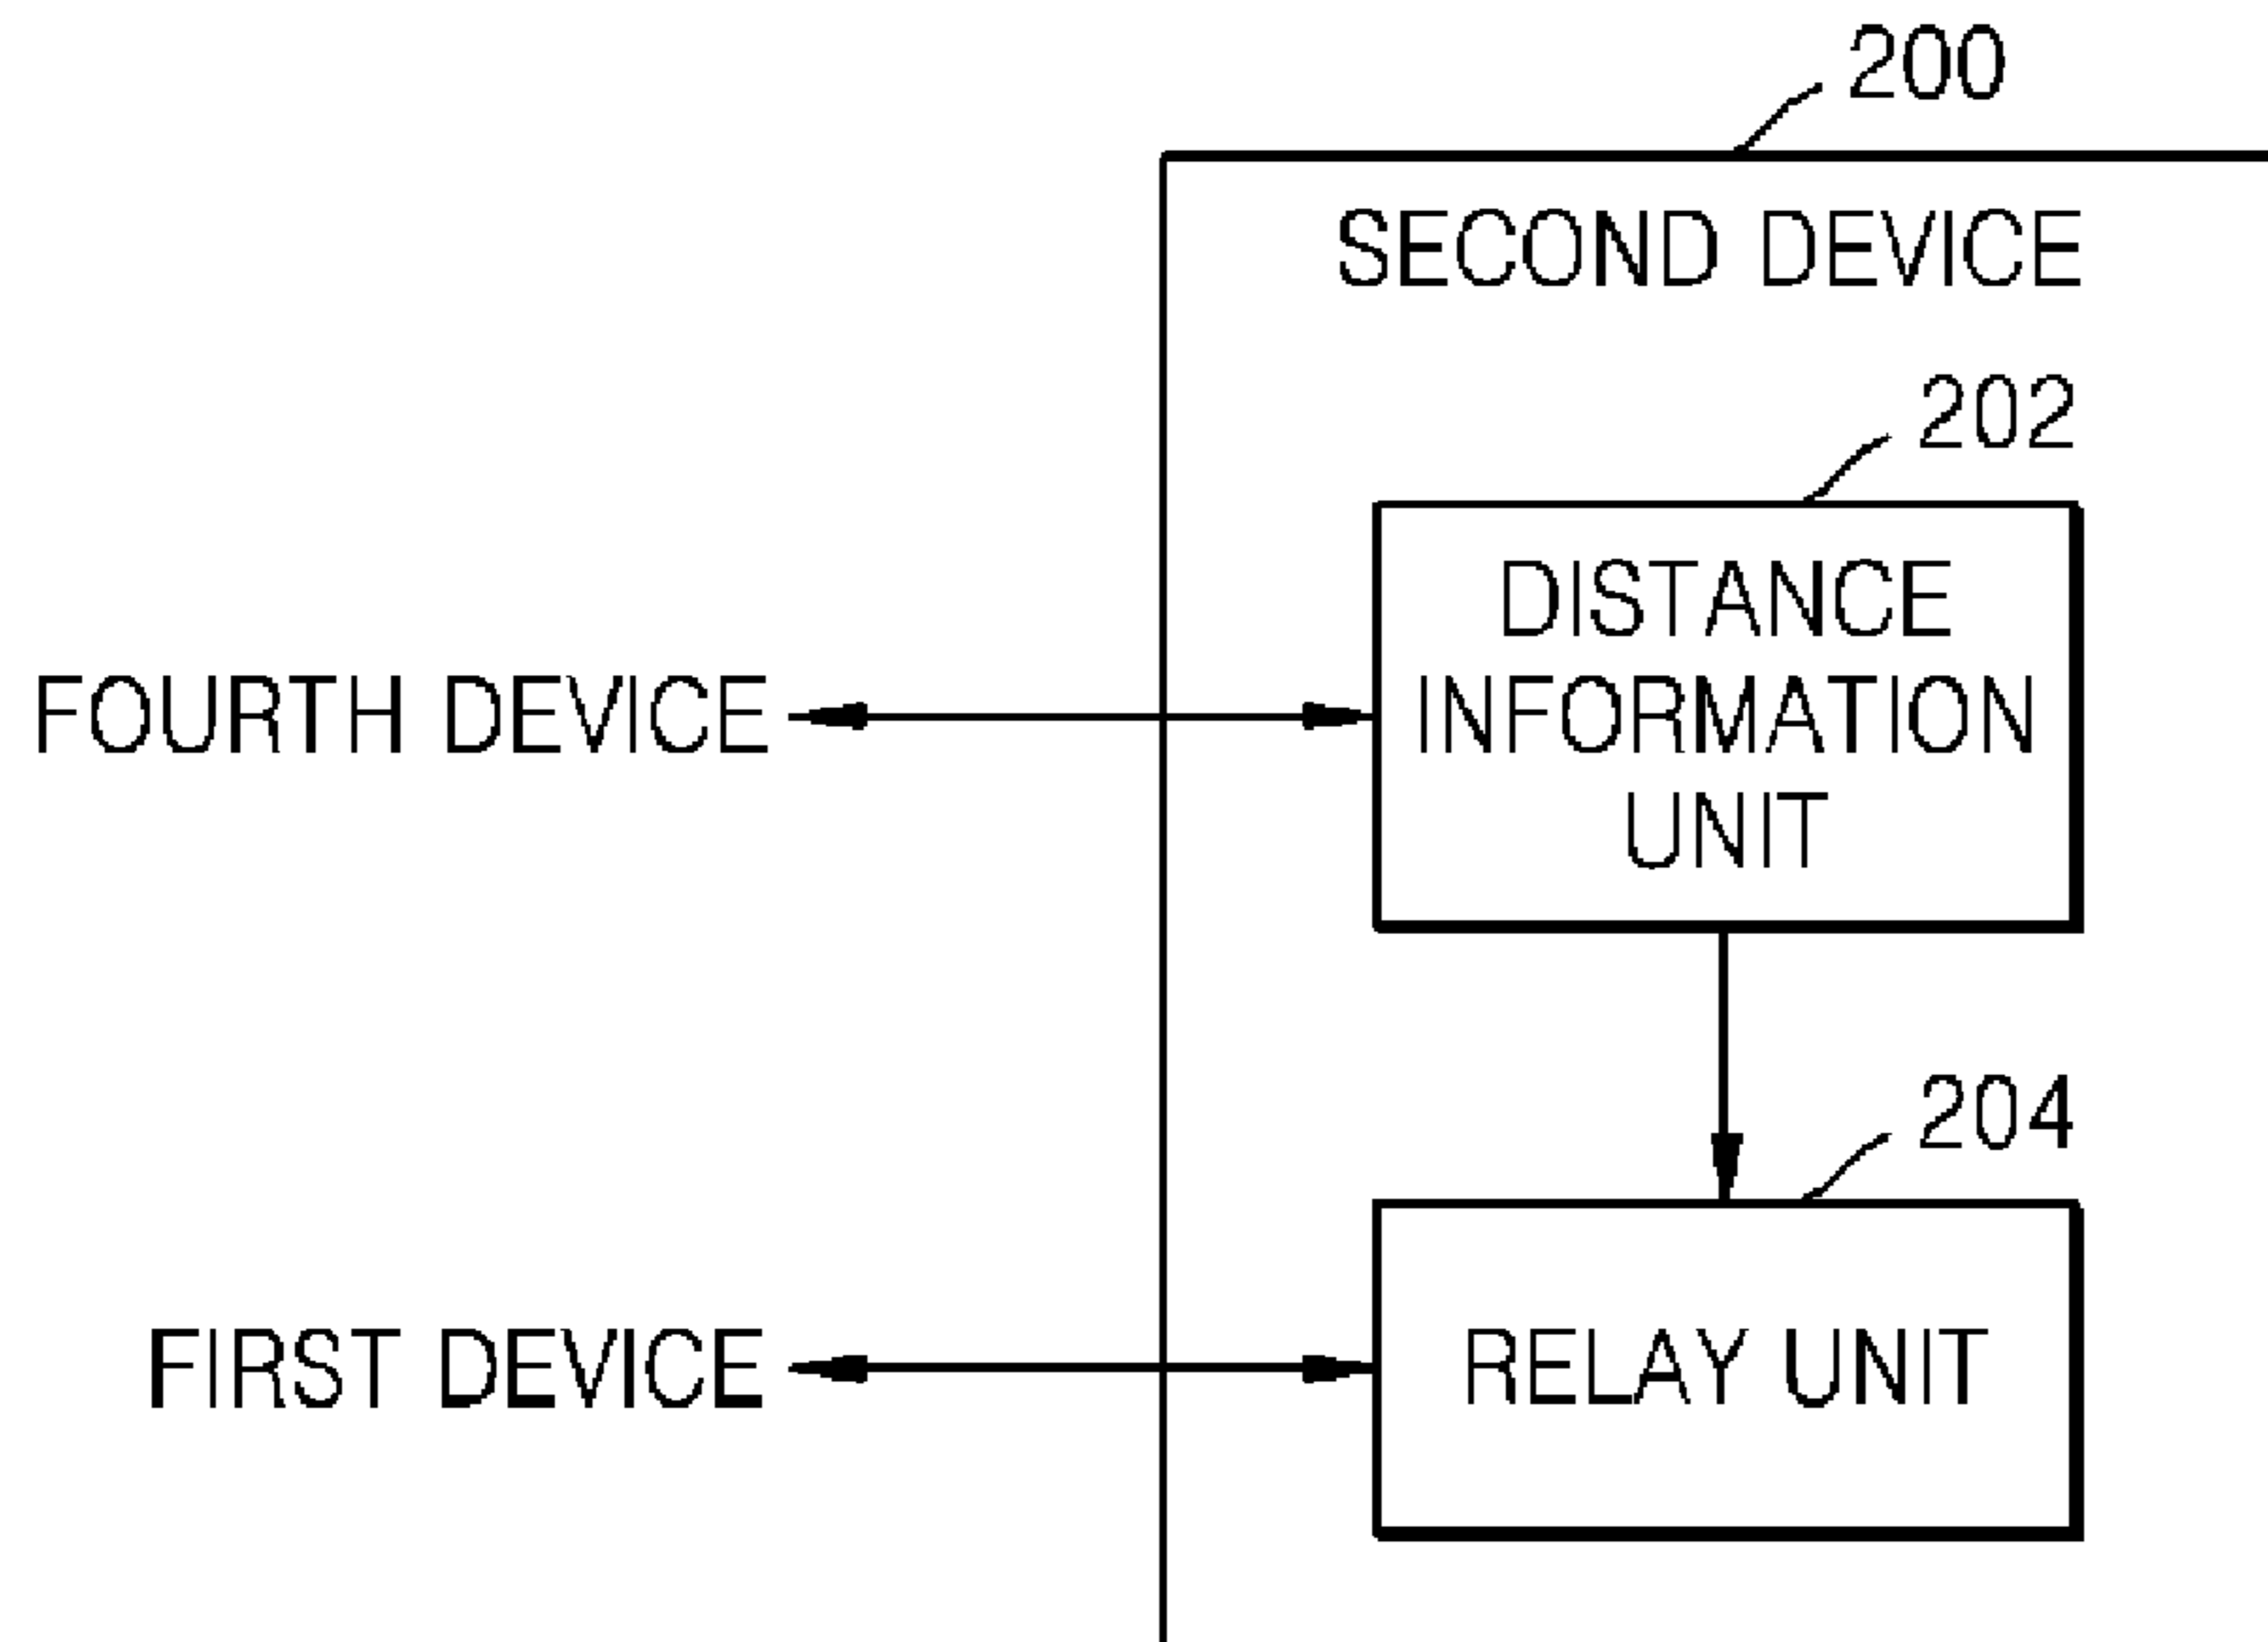 200
SECOND DEVICE
202
DISTANCE
INFORMATION
UNIT
FOURTH DEVICE
204
RELAY UNIT
FIRST DEVICE